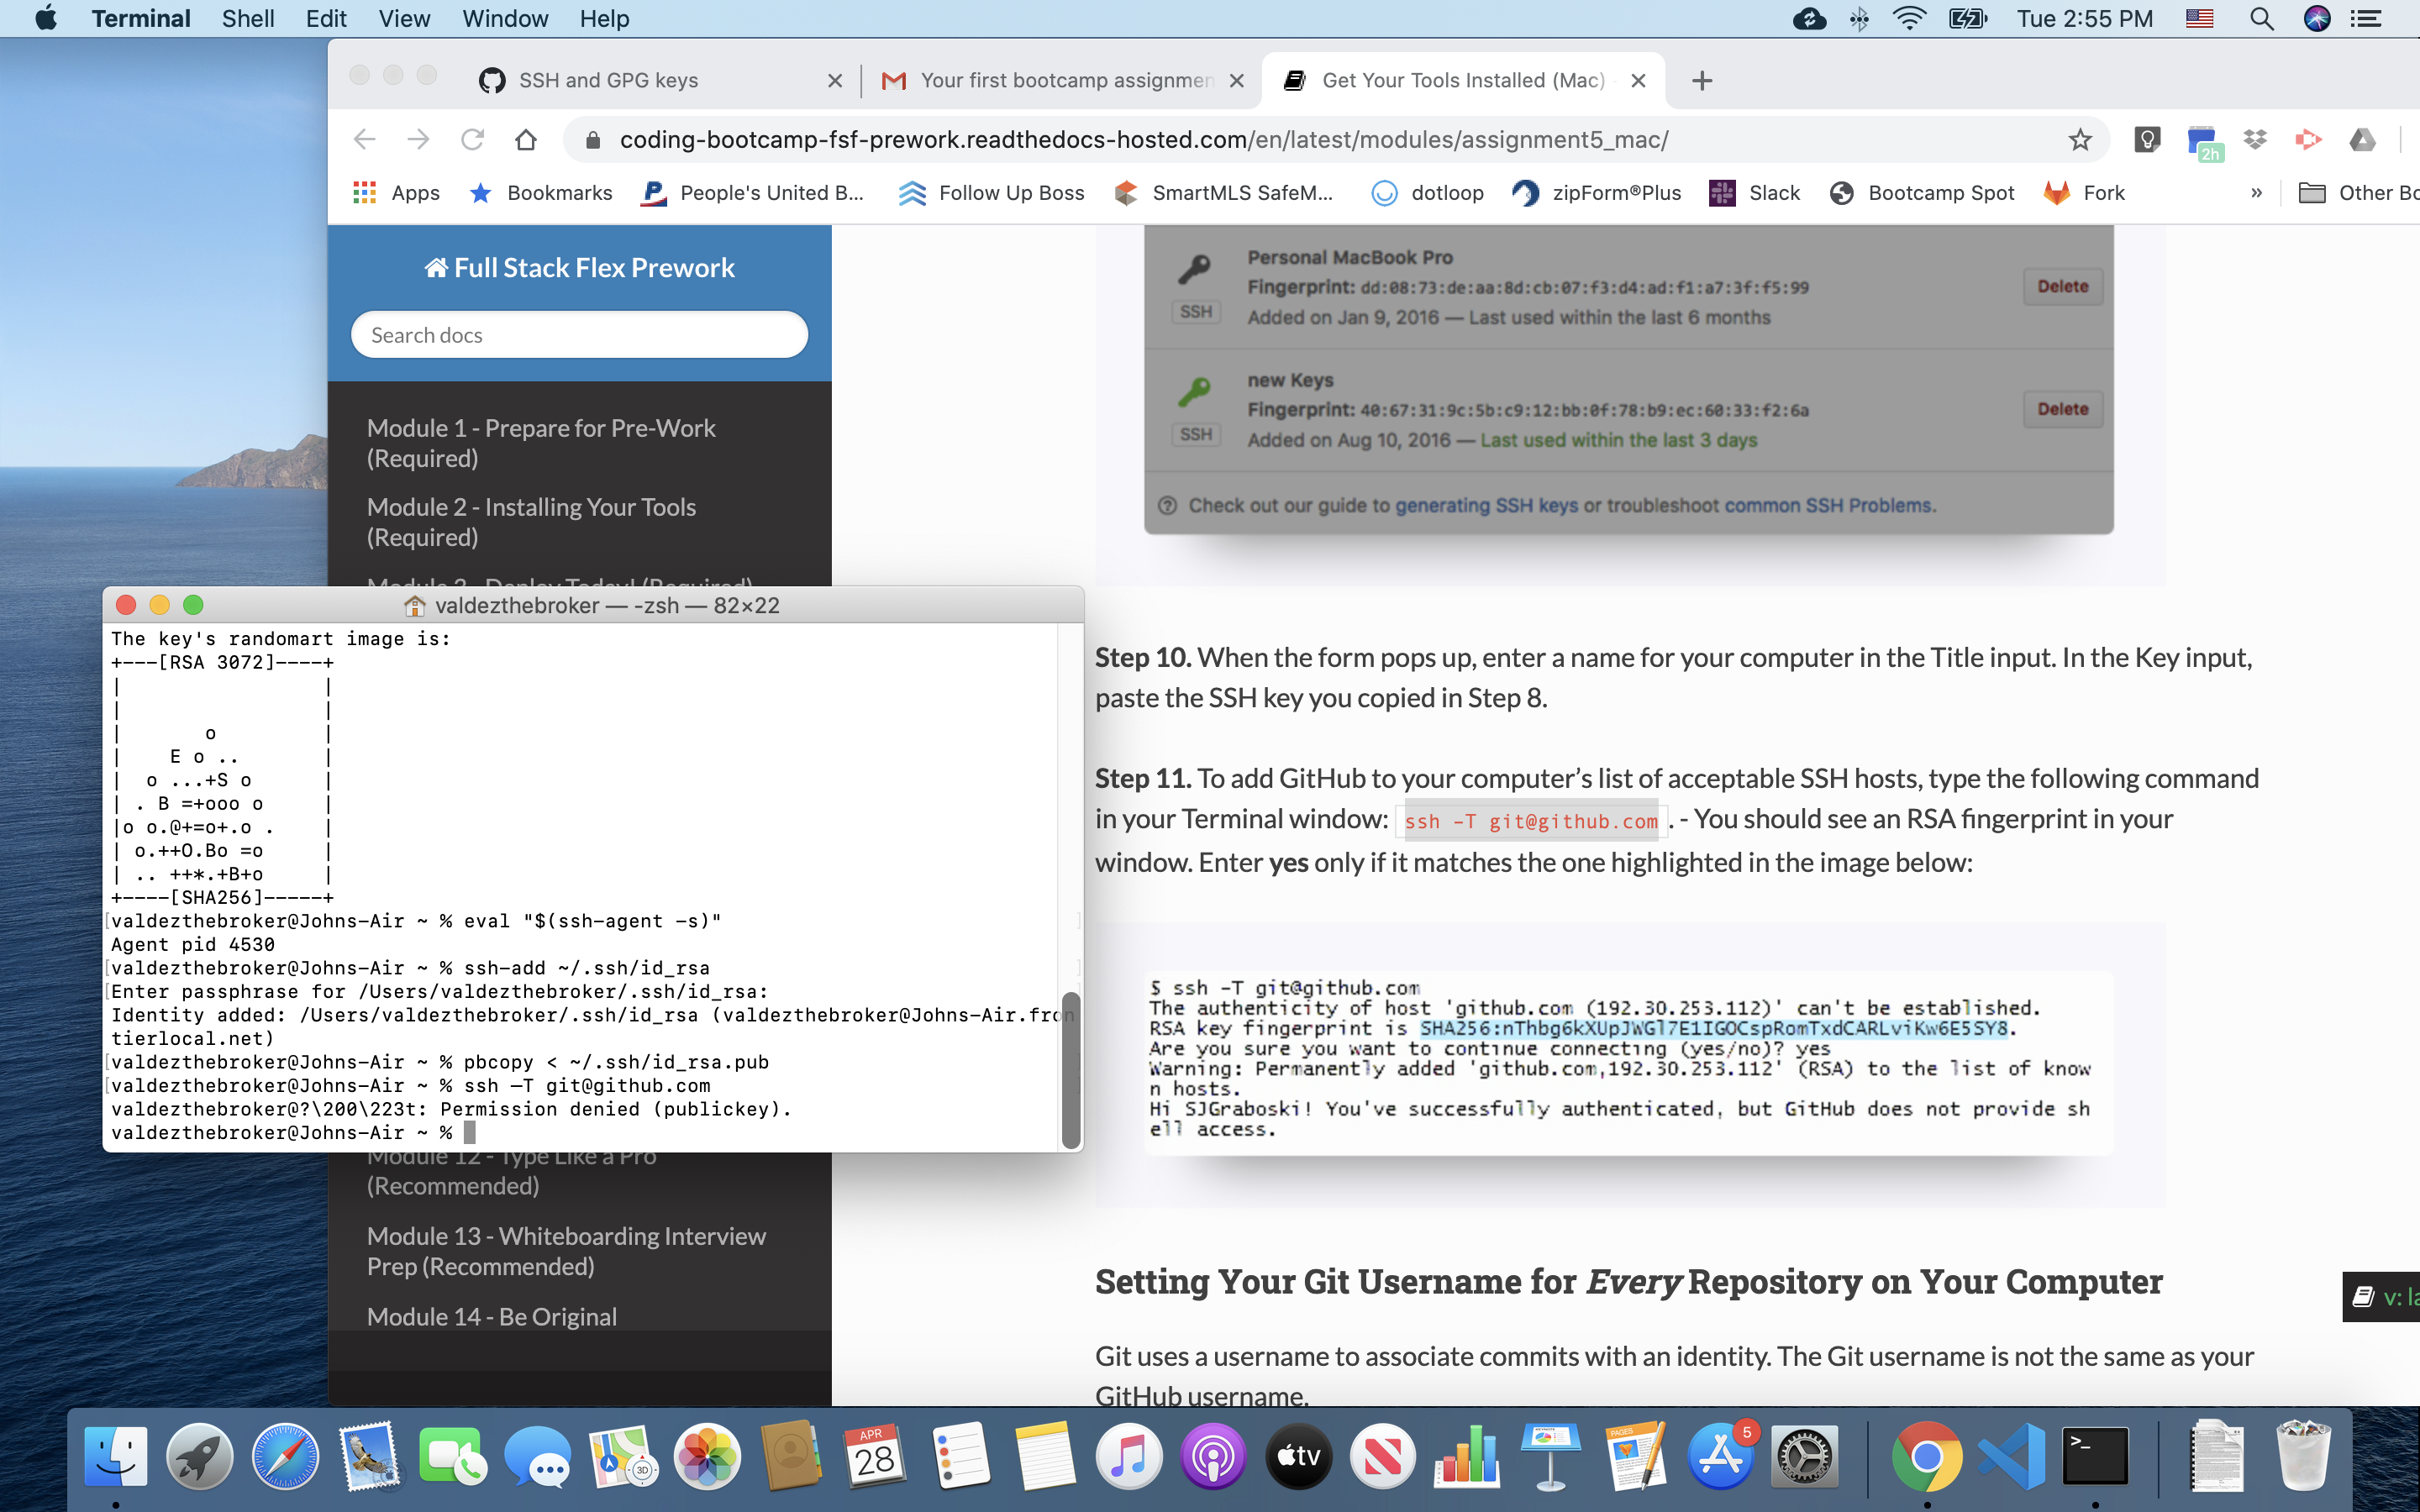 Terminal Shell Edit View Window Help
Tue 2:55 PM
SSH and GPG keys
Your first bootcamp assignmen
Get Your Tools Installed (Mac)
coding-bootcamp-fsf-prework.readthedocs-hosted.com/en/latest/modules/assignment5_mac/
2h
Apps Bookmarks People's United B... Follow Up Boss SmartMLS SafeM... dotloop zipForm®Plus Slack Bootcamp Spot Fork » Other Bo
Full Stack Flex Prework
Search docs
Module 1 - Prepare for Pre-Work
(Required)
Module 2 - Installing Your Tools
(Required)
Module 3 - Deploy Today! (Required)
Personal MacBook Pro
Fingerprint: dd:08:73:de:aa:8d:cb:07:f3:d4:ad:f1:a7:3f:f5:99
SSH
Added on Jan 9, 2016 — Last used within the last 6 months
Delete
new Keys
Fingerprint: 40:67:31:9c:5b:c9:12:bb:0f:78:b9:ec:60:33:f2:6a
SSH
Added on Aug 10, 2016 — Last used within the last 3 days
Delete
Check out our guide to generating SSH keys or troubleshoot common SSH Problems.
valdezthebroker — -zsh — 82×22
The key's randomart image is:
+---[RSA 3072]----+
|                 |
|                 |
|       o         |
|    E o ..       |
|  o ...+S o      |
| . B =+ooo o     |
|o o.@+=o+.o .    |
| o.++O.Bo =o     |
| .. ++*.+B+o     |
+----[SHA256]-----+
valdezthebroker@Johns-Air ~ % eval "$(ssh-agent -s)"
Agent pid 4530
valdezthebroker@Johns-Air ~ % ssh-add ~/.ssh/id_rsa
Enter passphrase for /Users/valdezthebroker/.ssh/id_rsa:
Identity added: /Users/valdezthebroker/.ssh/id_rsa (valdezthebroker@Johns-Air.fron
tierlocal.net)
valdezthebroker@Johns-Air ~ % pbcopy < ~/.ssh/id_rsa.pub
valdezthebroker@Johns-Air ~ % ssh –T git@github.com
valdezthebroker@?\200\223t: Permission denied (publickey).
valdezthebroker@Johns-Air ~ %
Module 12 - Type Like a Pro
(Recommended)
Module 13 - Whiteboarding Interview
Prep (Recommended)
Module 14 - Be Original
Step 10. When the form pops up, enter a name for your computer in the Title input. In the Key input,
paste the SSH key you copied in Step 8.
Step 11. To add GitHub to your computer’s list of acceptable SSH hosts, type the following command
in your Terminal window: ssh –T git@github.com . - You should see an RSA fingerprint in your
window. Enter yes only if it matches the one highlighted in the image below:
$ ssh -T git@github.com
The authenticity of host 'github.com (192.30.253.112)' can't be established.
RSA key fingerprint is SHA256:nThbg6kXUpJWGl7E1IGOCspRomTxdCARLviKw6E5SY8.
Are you sure you want to continue connecting (yes/no)? yes
Warning: Permanently added 'github.com,192.30.253.112' (RSA) to the list of know
n hosts.
Hi SJGraboski! You've successfully authenticated, but GitHub does not provide sh
ell access.
Setting Your Git Username for Every Repository on Your Computer
v: la
Git uses a username to associate commits with an identity. The Git username is not the same as your
GitHub username.
3D
APR
28
tv
PAGES
5
>_